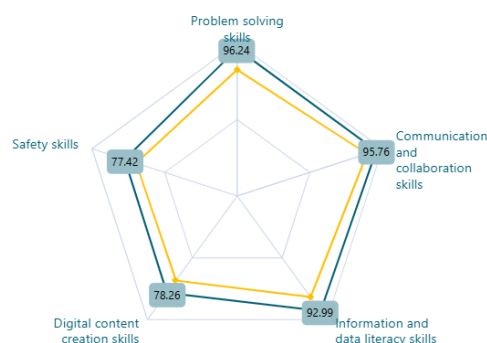 Problem solving
skills
96.24
Communication
and
collaboration
skills
95.76
Safety skills
77.42
78.26
92.99
Digital content
creation skills
Information and
data literacy skills